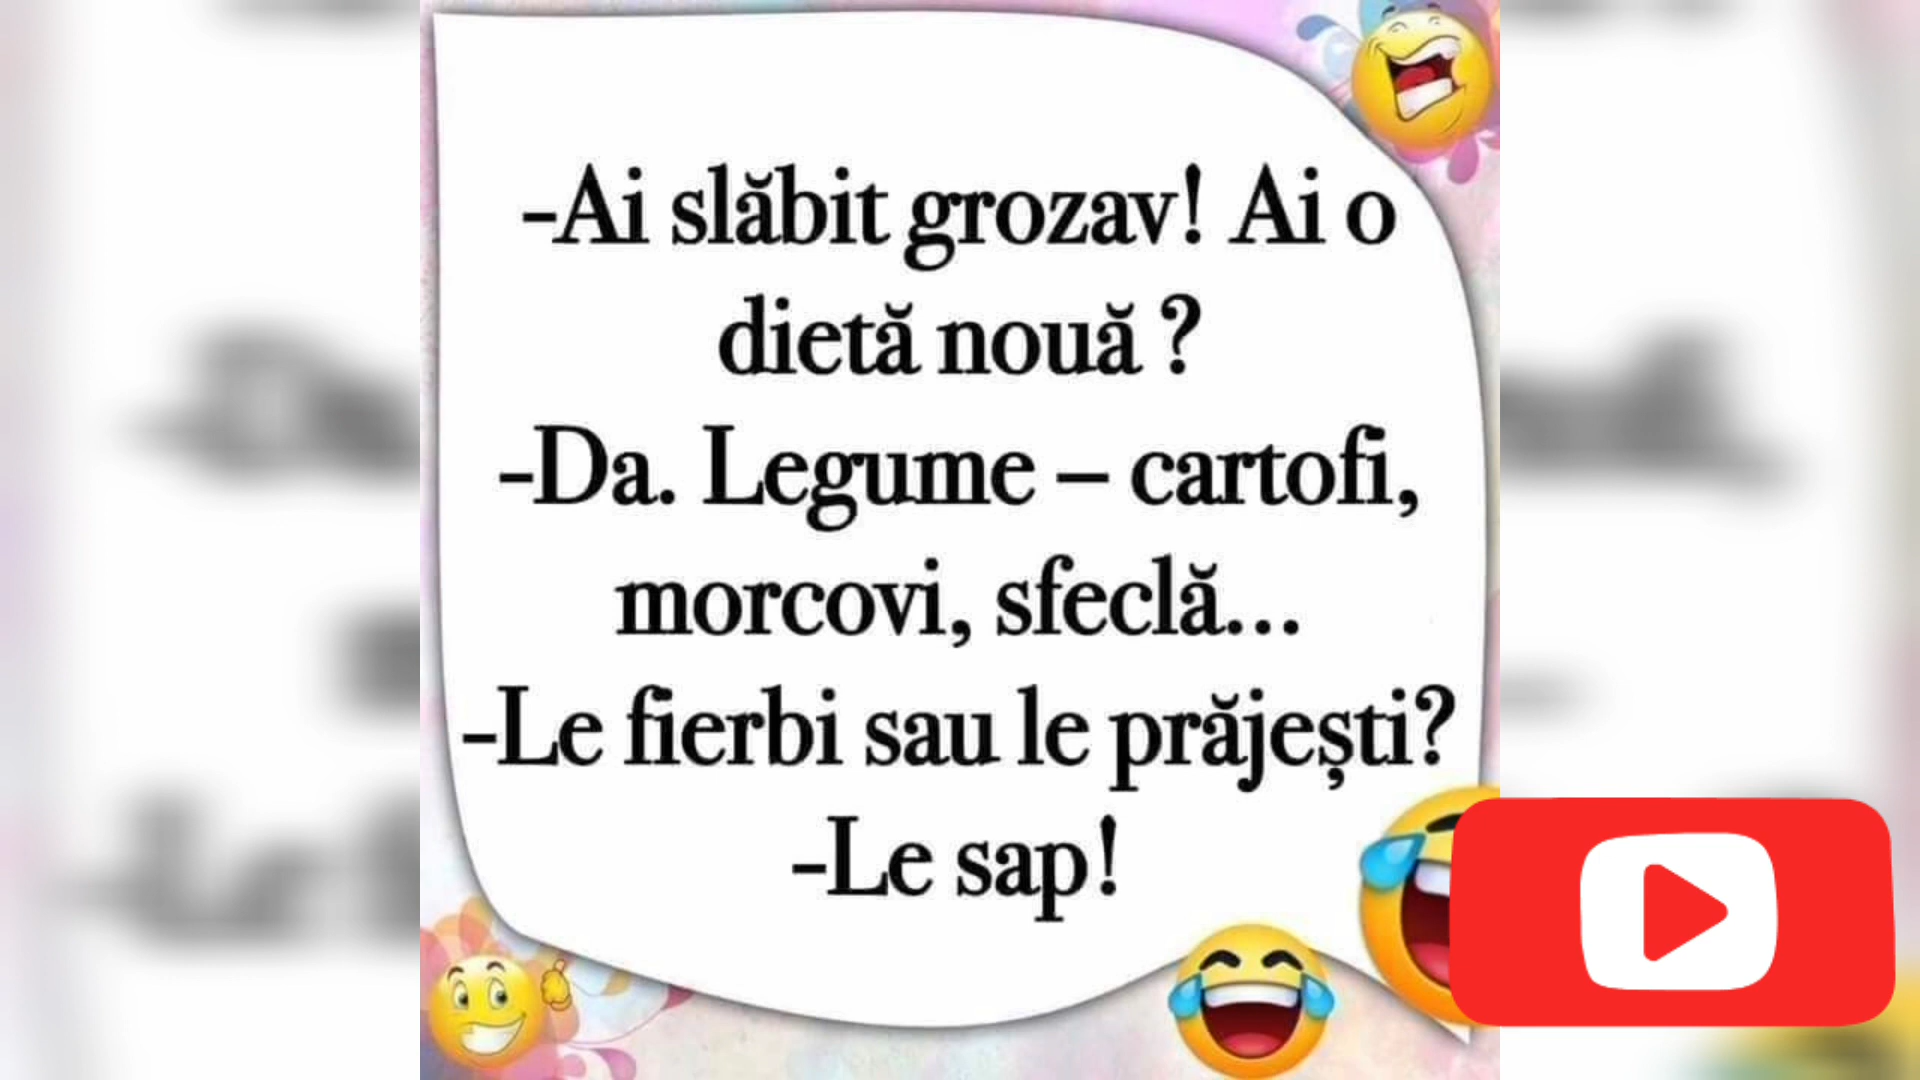 -Ai slăbit grozav! Ai o
dietă nouă ?
-Da. Legume – cartofi,
morcovi, sfeclă...
-Le fierbi sau le prăjești?
-Le sap!